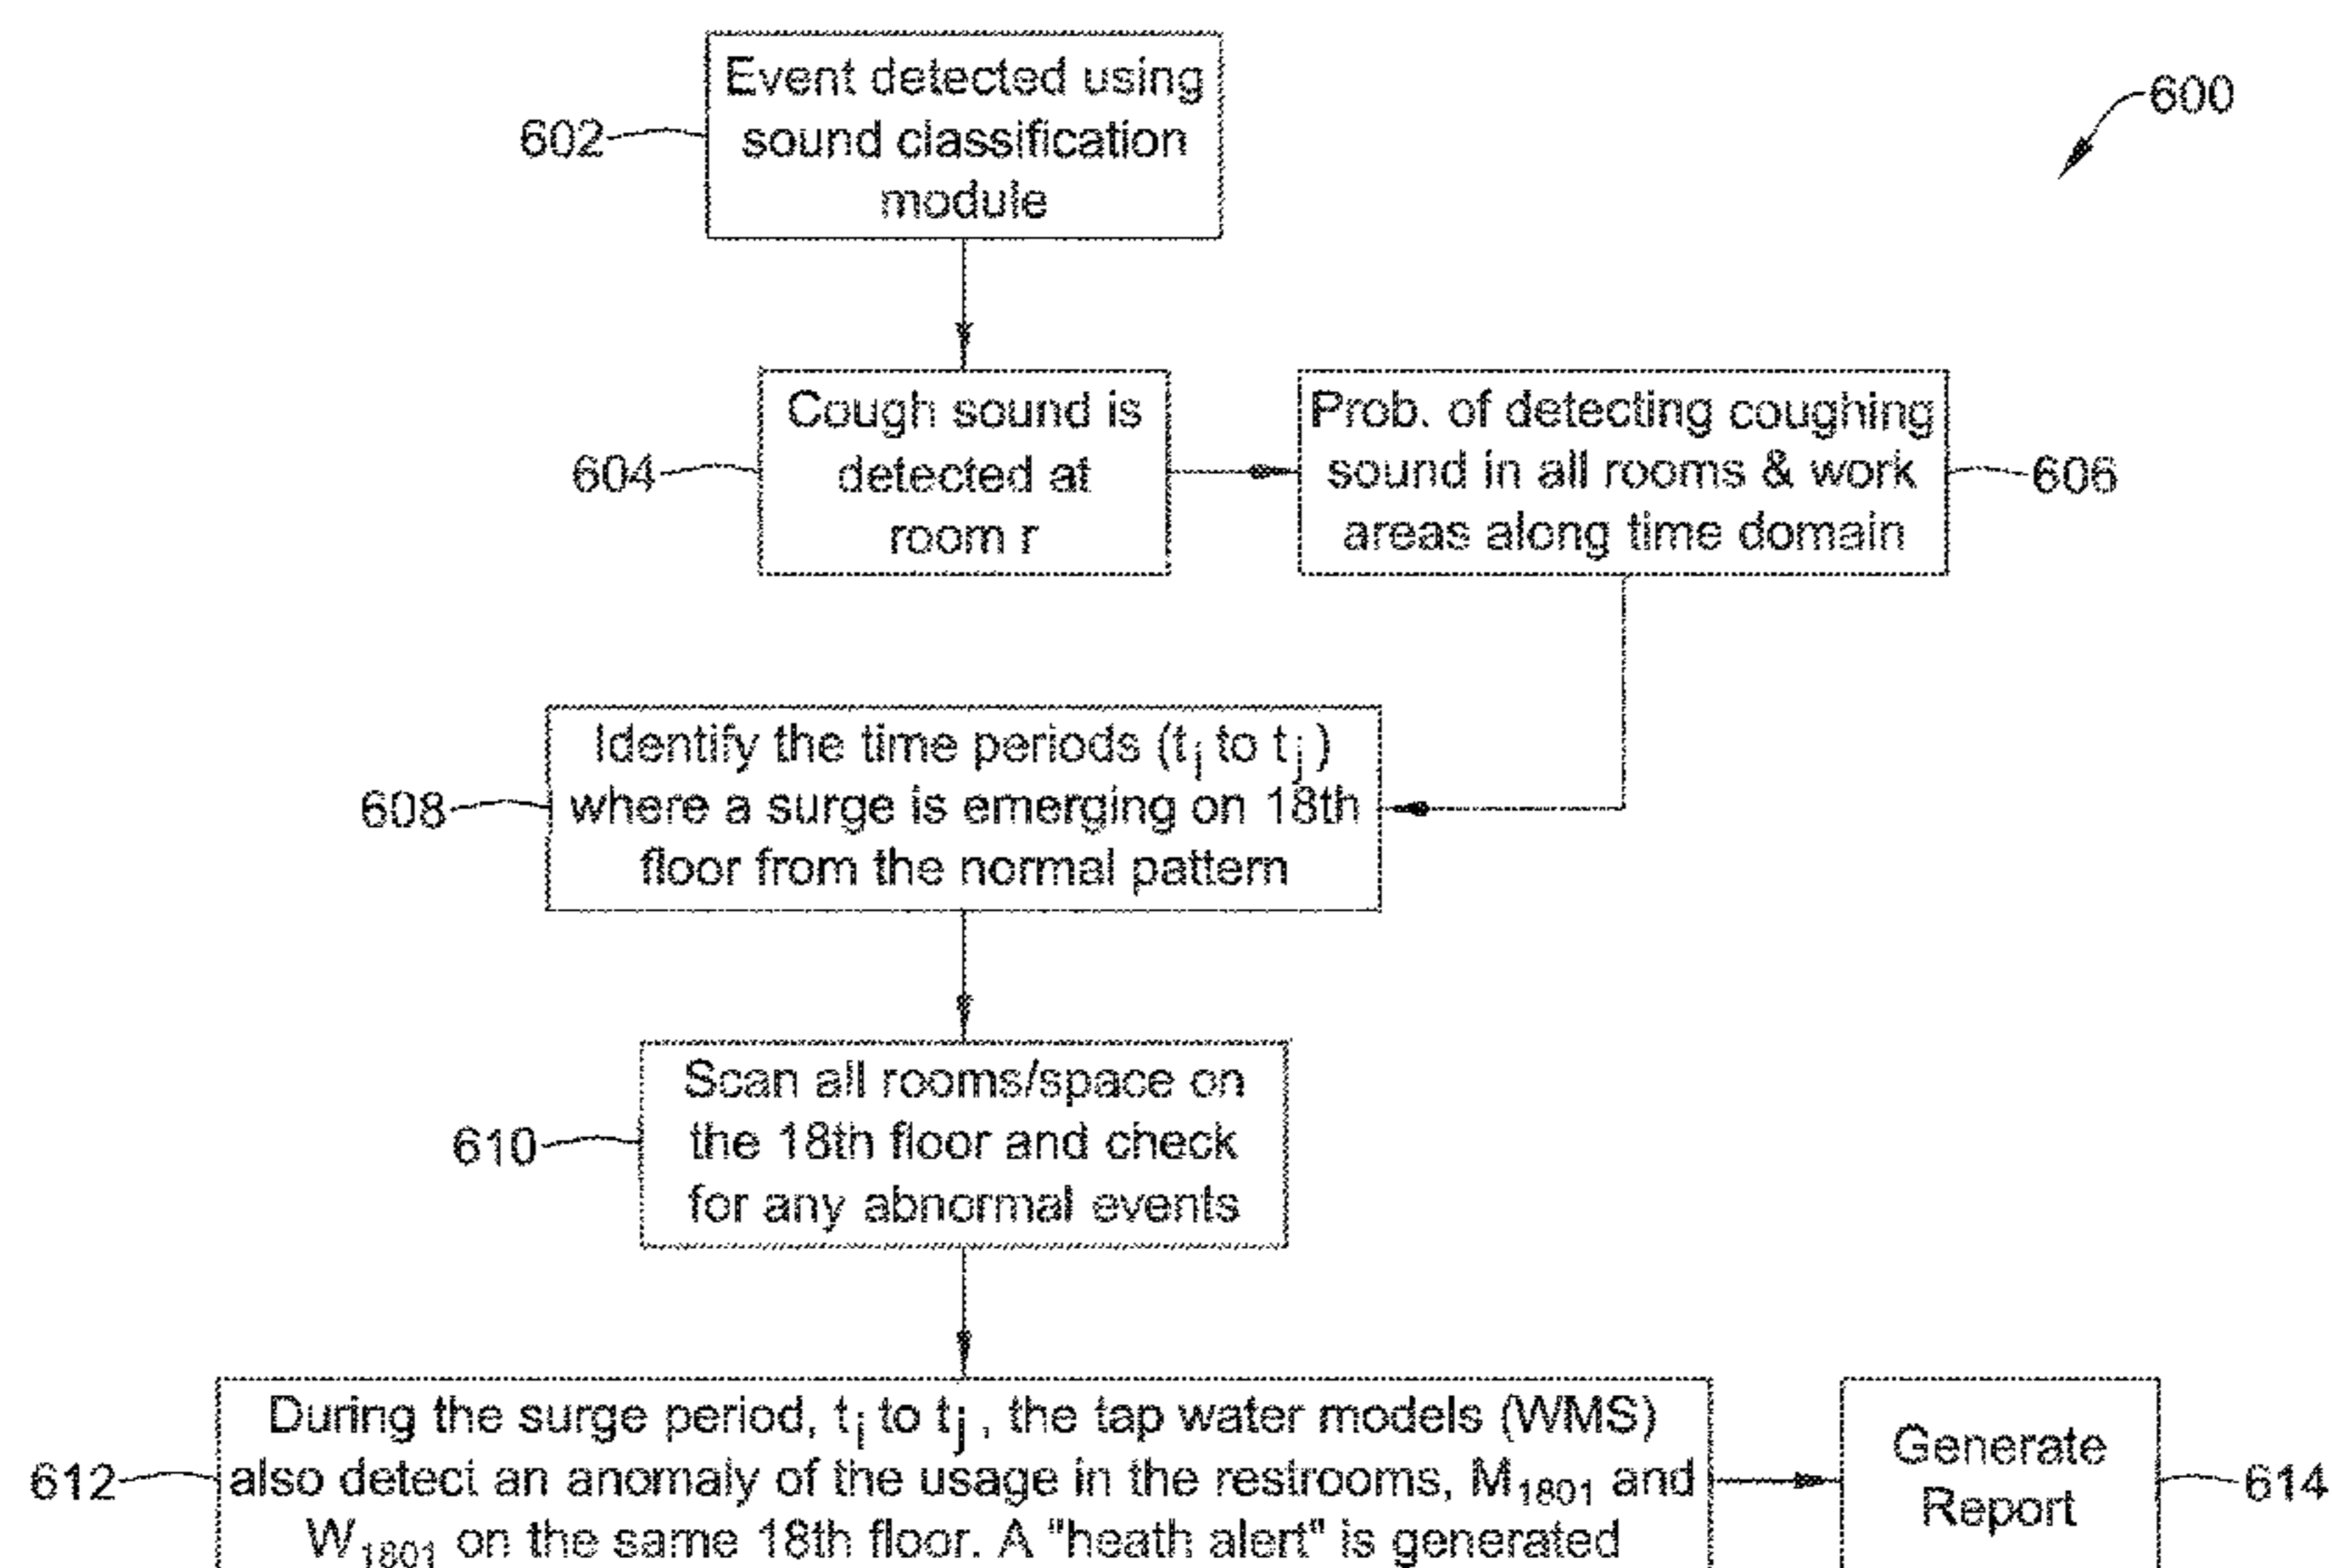 600
602
Event detected using
sound classification
module
604
Cough sound is
detected at
room r
Prob. of detecting coughing
sound in all rooms & work
areas along time domain
606
608
Identify the time periods (t i to t j )
where a surge is emerging on 18th
floor from the normal pattern
610
Scan all rooms/space on
the 18th floor and check
for any abnormal events
612
During the surge period, t i to t j , the tap water models (WMS)
also detect an anomaly of the usage in the restrooms, M1801 and
W1801 on the same 18th floor. A "heath alert" is generated
Generate
Report
614